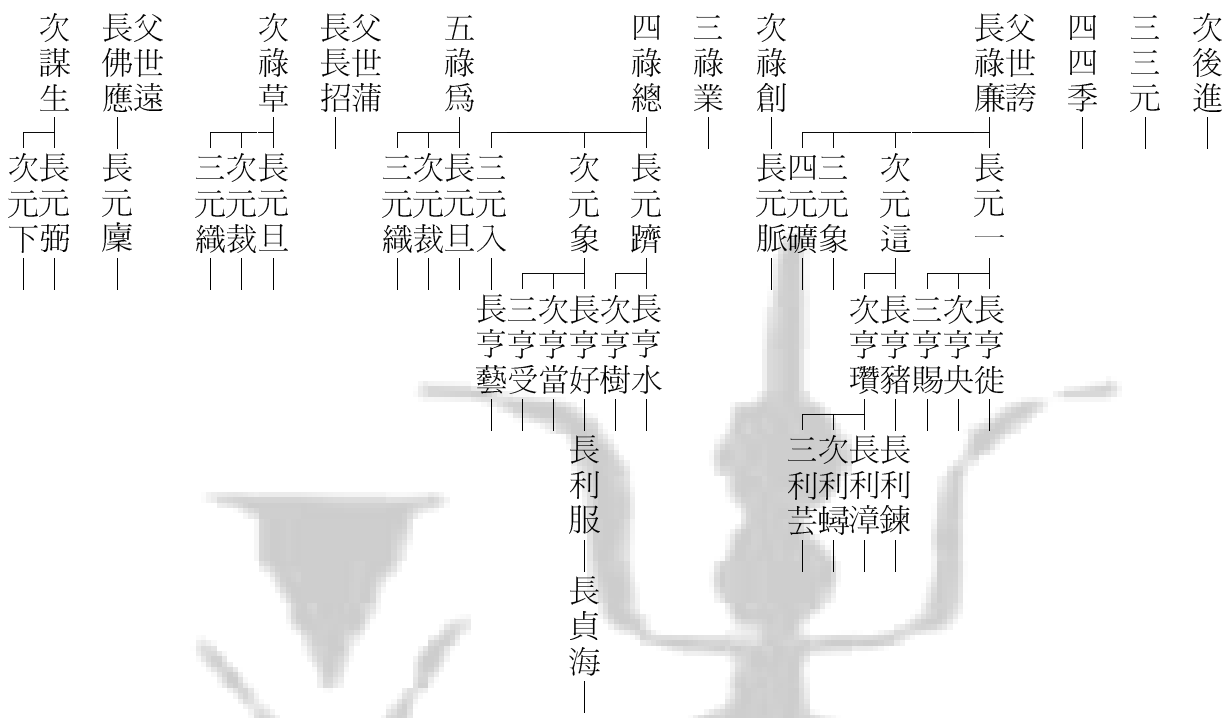 次後進
三三元
四四季
父世誇
長祿廉
次祿創
三祿業
四祿總
五祿為
父世蒲
長長招
次祿草
父世遠
長佛應
次謀生
長元一
次元這
三元象
四元礦
長元脈
長元躋
次元象
三元入
長元旦
次元裁
三元織
長元旦
次元裁
三元織
長元廩
長元弼
次元下
長亨徙
次亨央
三亨賜
長亨豬
次亨瓚
長亨水
次亨樹
長亨好
次亨當
三亨受
長亨藝
長利鍊
長利漳
次利蟳
三利芸
長利服
長貞海